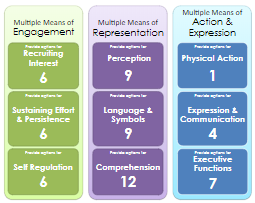 Multiple Means of
Engagement
Provide options for
Recruiting
Interest
6
Provide options for
Sustaining Effort
& Persistence
6
Provide options for
Self Regulation
6
Multiple Means of
Representation
Provide options for
Perception
9
Provide options for
Language &
Symbols
9
Provide options for
Comprehension
12
Multiple Means of
Action &
Expression
Provide options for
Physical Action
1
Provide options for
Expression &
Communication
4
Provide options for
Executive
Functions
7